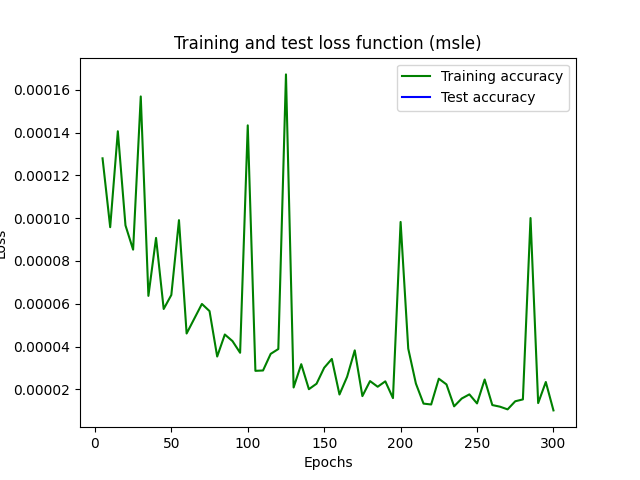 Training and test loss function (msle)
Training accuracy
Test accuracy
0.00016
0.00014
0.00012
0.00010
0.00008
0.00006
0.00004
0.00002
Loss
0 50 100 150 200 250 300
Epochs